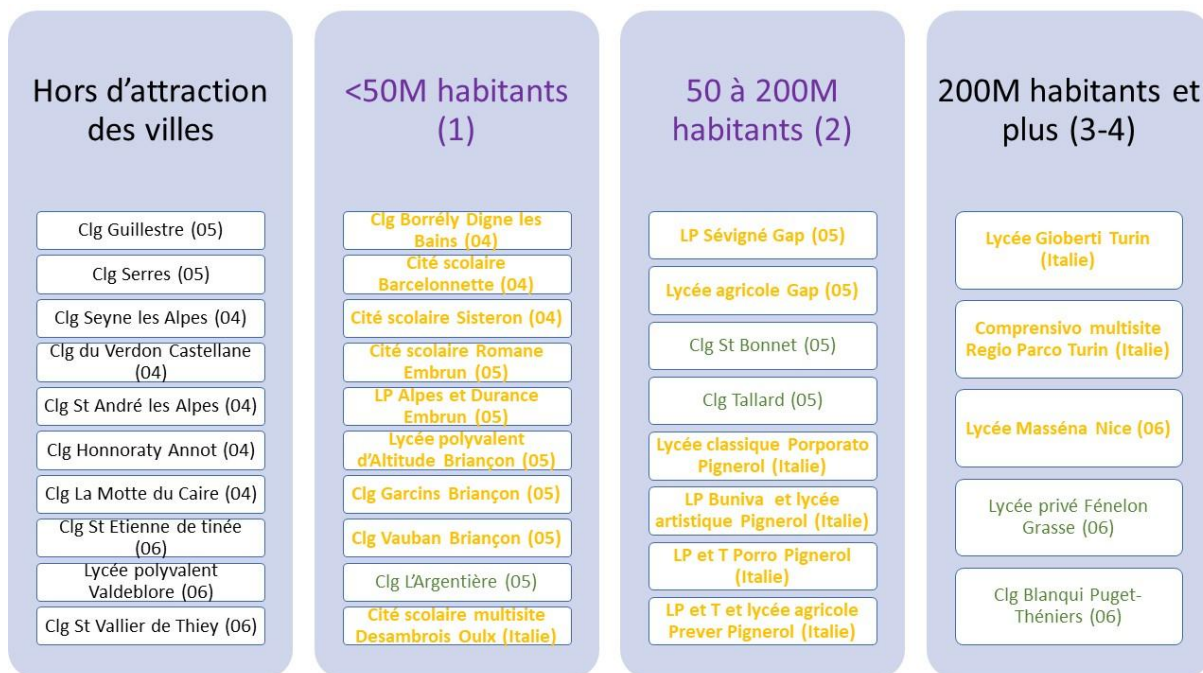 Hors d'attraction
des villes
Clg Guillestre (05)
Clg Serres (05)
Clg Seyne les Alpes (04)
Clg du Verdon Castellane
(04)
Clg St André les Alpes (04)
Clg Honnoraty Annot (04)
Clg La Motte du Caire (04)
Clg St Etienne de tinée
(06)
Lycée polyvalent
Valdeblore (06)
Clg St Vallier de Thiey (06)
<50M habitants
(1)
Clg Borrély Digne les
Bains (04)
Cité scolaire
Barcelonnette (04)
Cité scolaire Sisteron (04)
Cité scolaire Romane
Embrun (05)
LP Alpes et Durance
Embrun (05)
Lycée polyvalent
d'Altitude Briançon (05)
Clg Garcins Briançon (05)
Clg Vauban Briançon (05)
Clg L'Argentière (05)
Cité scolaire multisite
Desambrois Oulx (Italie)
50 à 200M
habitants (2)
LP Sévigné Gap (05)
Lycée agricole Gap (05)
Clg St Bonnet (05)
Clg Tallard (05)
Lycée classique Porporato
Pignerol (Italie)
LP Buniva et lycée
artistique Pignerol (Italie)
LP et T Porro Pignerol
(Italie)
LP et T et lycée agricole
Prever Pignerol (Italie)
200M habitants et
plus (3-4)
Lycée Gioberti Turin
(Italie)
Comprensivo multisite
Regio Parco Turin (Italie)
Lycée Masséna Nice (06)
Lycée privé Fénelon
Grasse (06)
Clg Blanqui Puget-
Théniers (06)